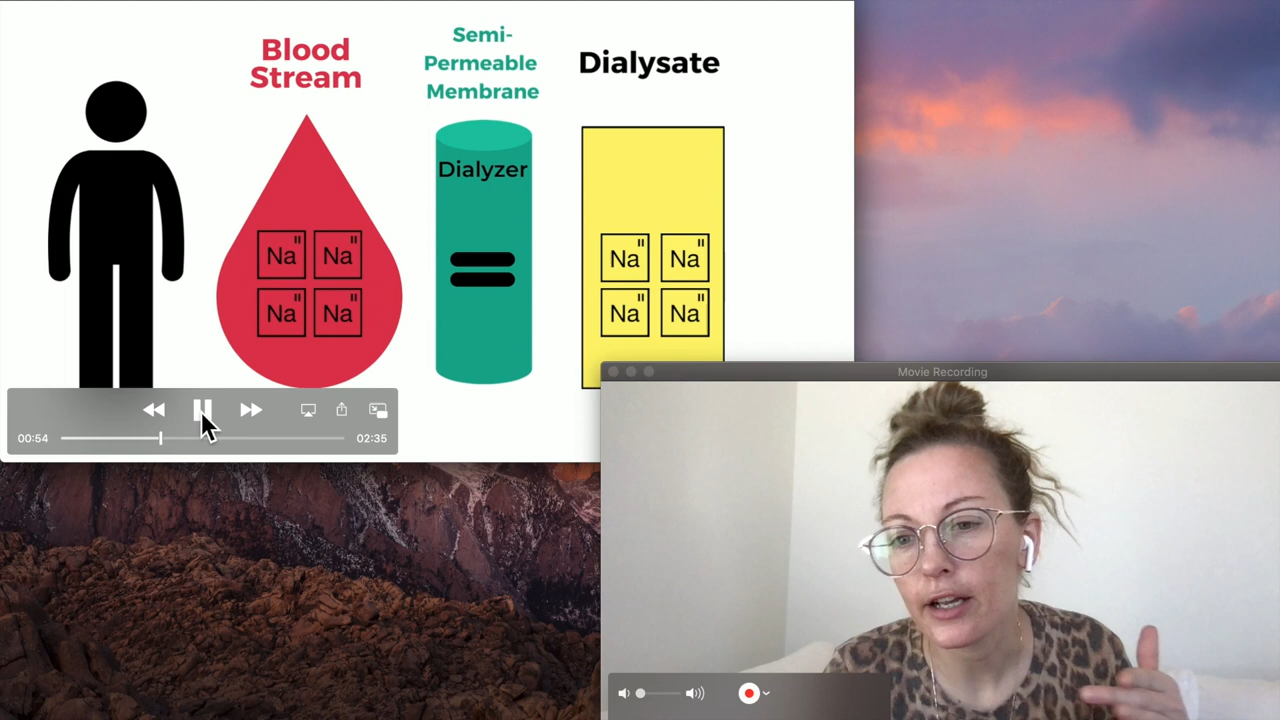 Blood
Stream
Semi-
Permeable
Membrane
Dialysate
Dialyzer
Na" Na"
Na" Na"
Na" Na"
Na" Na"
00:54
02:35
Movie Recording